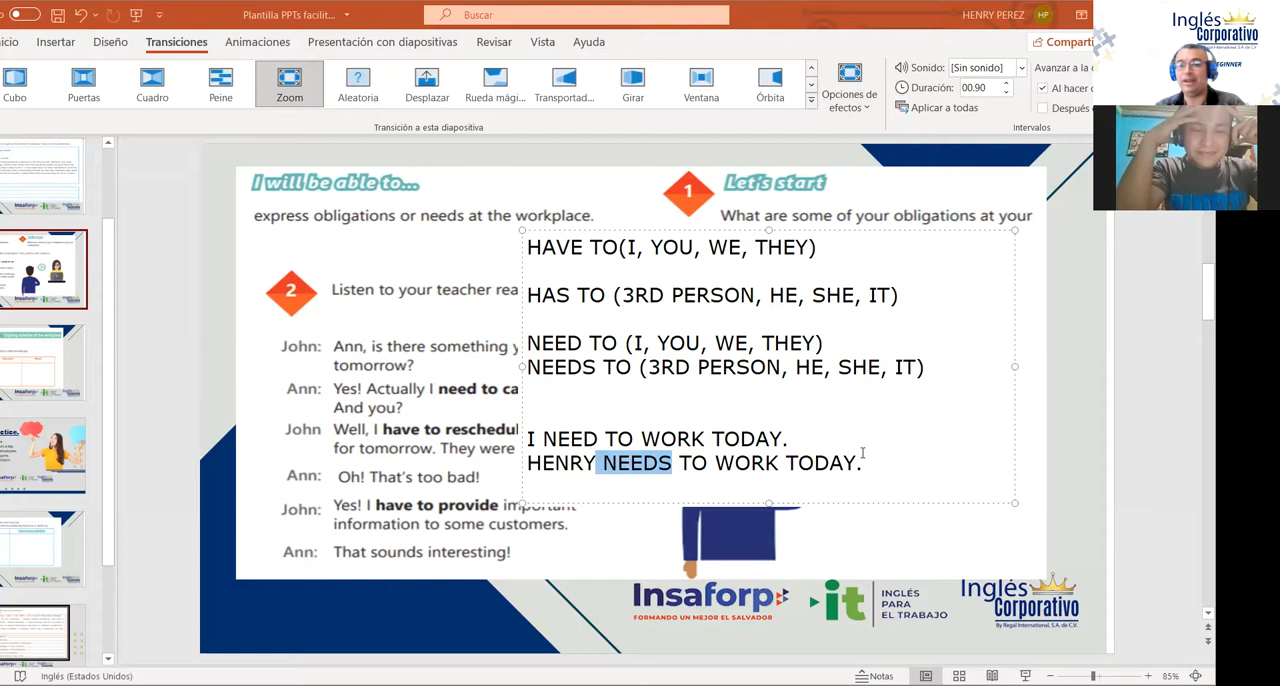 Plantilla PPTs facilit...
Buscar
HENRY PEREZ
HP
Insertar
Diseño
Transiciones
Animaciones
Presentación con diapositivas
Revisar
Vista
Ayuda
Cubo
Puertas
Cuadro
Peine
Zoom
Aleatoria
Desplazar
Rueda mági...
Transportad...
Girar
Ventana
Órbita
Opciones de
efectos
Sonido: [Sin sonido]
Duración: 00.90
Aplicar a todas
Avanzar a la
Al hacer
Después
Transición a esta diapositiva
Intervalos
Inglés
Corporativo
I will be able to...
express obligations or needs at the workplace.
1
Let's start
What are some of your obligations at your
2
Listen to your teacher rea
John: Ann, is there something y
tomorrow?
Ann: Yes! Actually I need to ca
And you?
John Well, I have to reschedul
for tomorrow. They were
Ann: Oh! That's too bad!
John: Yes! I have to provide important
information to some customers.
Ann: That sounds interesting!
HAVE TO(I, YOU, WE, THEY)
HAS TO (3RD PERSON, HE, SHE, IT)
NEED TO (I, YOU, WE, THEY)
NEEDS TO (3RD PERSON, HE, SHE, IT)
I NEED TO WORK TODAY.
HENRY NEEDS TO WORK TODAY.
Insaforp
FORMANDO UN MEJOR EL SALVADOR
it
INGLÉS
PARA
EL TRABAJO
Inglés
Corporativo
By Regal International, S.A. de C.V.
Inglés (Estados Unidos)
Notas
85%